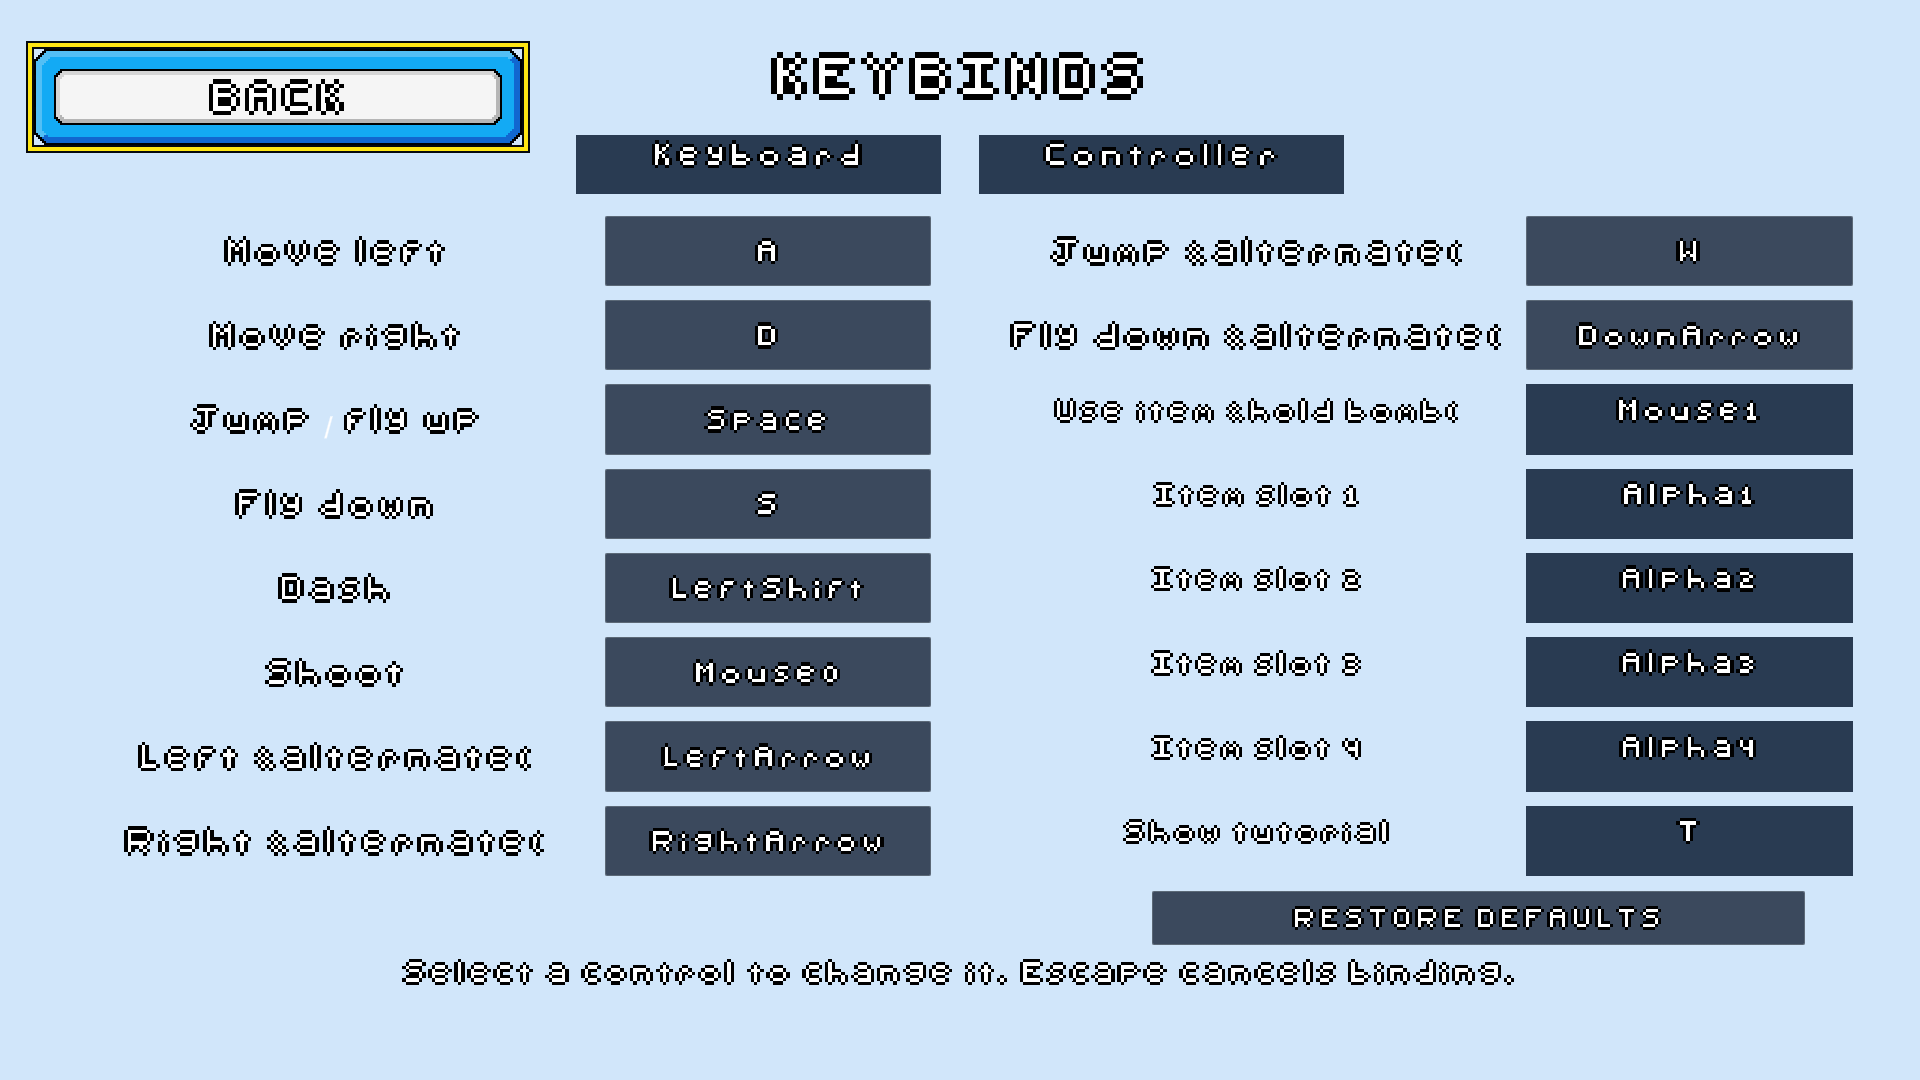 BACK
KEYBINDS
Keyboard
Controller
Move left
A
Jump &alternate(
W
Move right
D
Fly down &alternate(
DownArrow
Jump / fly up
Space
Use item &hold bomb(
Mouse1
Fly down
S
Item slot 1
Alpha1
Dash
LeftShift
Item slot 2
Alpha2
Shoot
Mouse0
Item slot 3
Alpha3
Left &alternate(
LeftArrow
Item slot 4
Alpha4
Right &alternate(
RightArrow
Show tutorial
T
RESTORE DEFAULTS
Select a control to change it. Escape cancels binding.